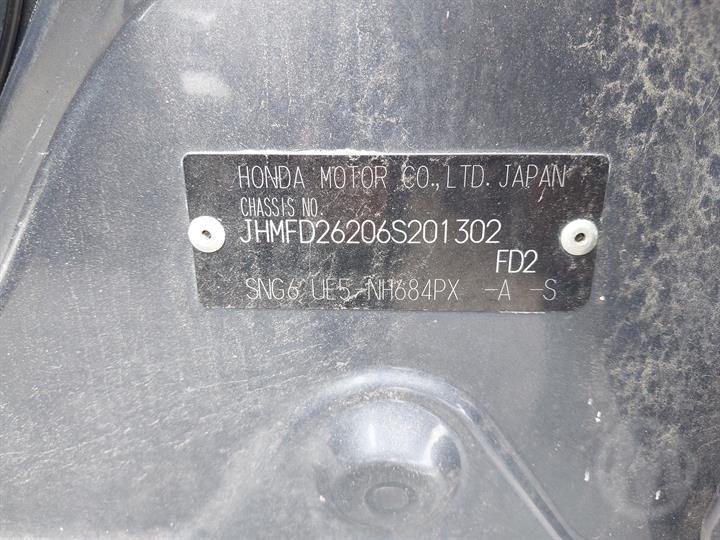 HONDA MOTOR CO.,LTD. JAPAN
CHASSIS NO.
JHMFD26206S201302
FD2
SNG6 UE5-NH684PX -A -S